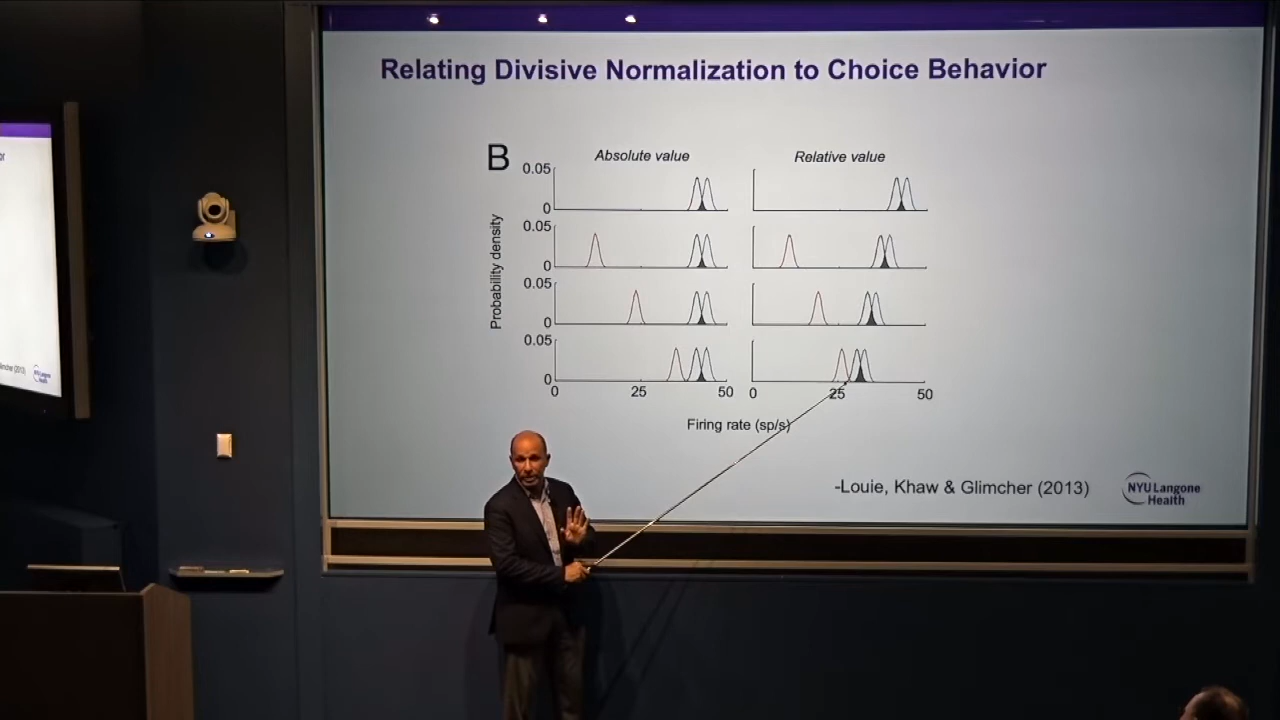 Relating Divisive Normalization to Choice Behavior
B
Absolute value
Relative value
Probability density
0.05
0
0.05
0
0.05
0
0.05
0
0 25 50
0 25 50
Firing rate (sp/s)
-Louie, Khaw & Glimcher (2013)
NYU Langone
Health
or
(2013)